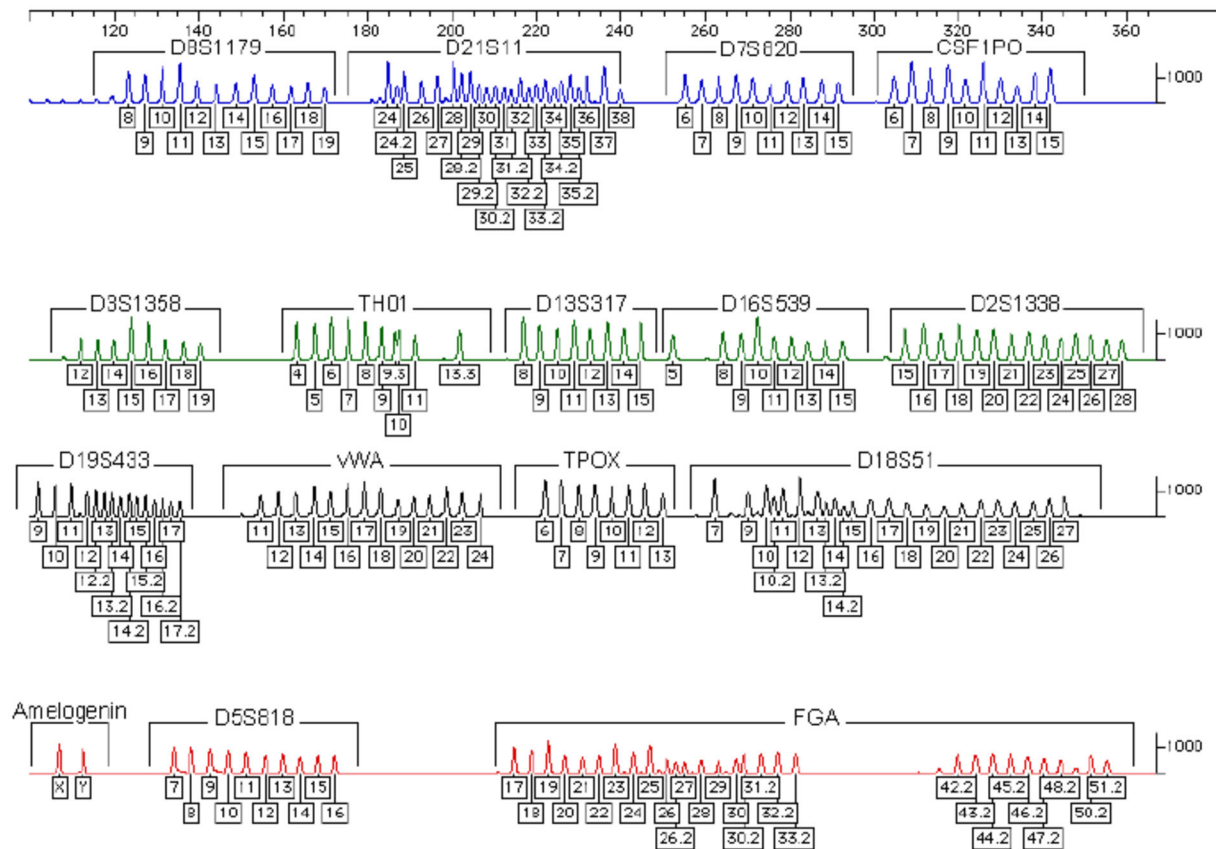 120 140 160 180 200 220 240 260 280 300 320 340 360
D8S1179 D21S11 D7S820 CSF1PO
1000
8 10 12 14 16 18 24 26 28 30 32 34 36 38 6 8 10 12 14 6 8 10 12 14
9 11 13 15 17 19 24.2 27 29 31 33 35 37 7 9 11 13 15 7 9 11 13 15
25 28.2 31.2 34.2
29.2 32.2 35.2
30.2 33.2
D3S1358 TH01 D13S317 D16S539 D2S1338
1000
12 14 16 18 4 6 8 9.3 13.3 8 10 12 14 5 8 10 12 14 15 17 19 21 23 25 27
13 15 17 19 5 7 9 11 9 11 13 15 9 11 13 15 16 18 20 22 24 26 28
10
D19S433 vWA TPOX D18S51
1000
9 11 13 15 17 11 13 15 17 19 21 23 6 8 10 12 7 9 11 13 15 17 19 21 23 25 27
10 12 14 16 12 14 16 18 20 22 24 7 9 11 13 10 12 14 16 18 20 22 24 26
12.2 15.2 10.2 13.2
13.2 16.2 14.2
14.2 17.2
Amelogenin D5S818 FGA
1000
X Y 7 9 11 13 15 17 19 21 23 25 27 29 31.2 42.2 45.2 48.2 51.2
8 10 12 14 16 18 20 22 24 26 28 30 32.2 43.2 46.2 50.2
26.2 30.2 33.2 44.2 47.2